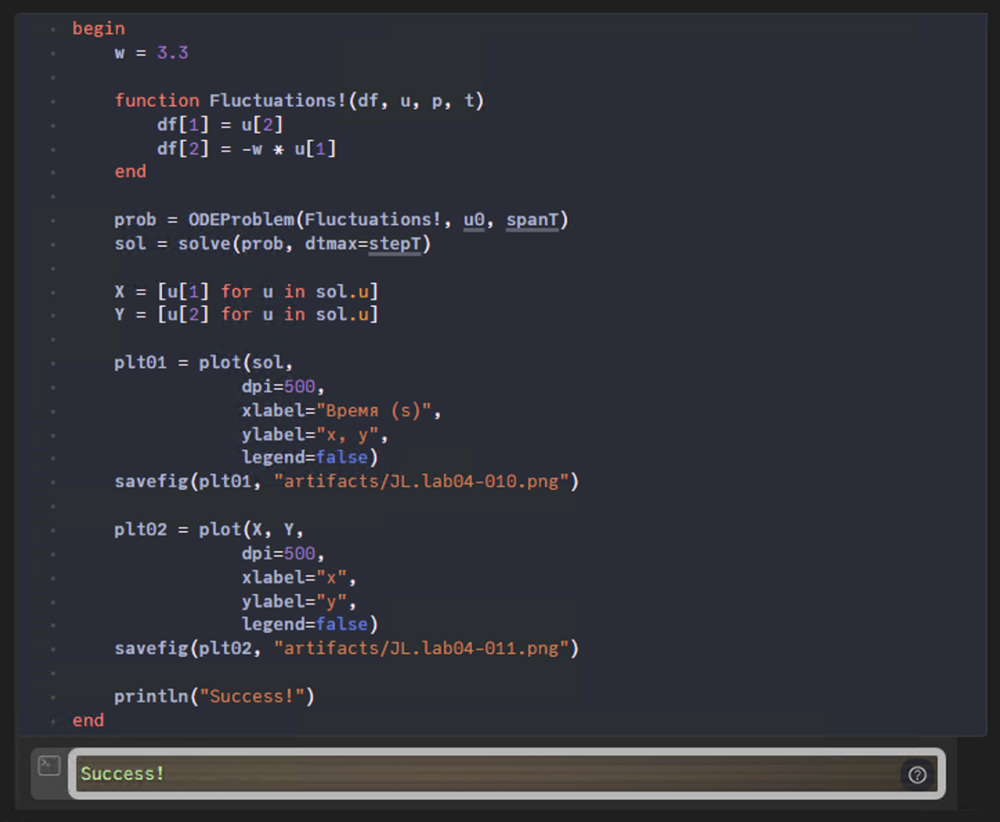 begin
    w = 3.3

    function Fluctuations!(df, u, p, t)
        df[1] = u[2]
        df[2] = -w * u[1]
    end

    prob = ODEProblem(Fluctuations!, u0, spanT)
    sol = solve(prob, dtmax=stepT)

    X = [u[1] for u in sol.u]
    Y = [u[2] for u in sol.u]

    plt01 = plot(sol,
                dpi=500,
                xlabel="Время (s)",
                ylabel="x, y",
                legend=false)
    savefig(plt01, "artifacts/JL.lab04-010.png")

    plt02 = plot(X, Y,
                dpi=500,
                xlabel="x",
                ylabel="y",
                legend=false)
    savefig(plt02, "artifacts/JL.lab04-011.png")

    println("Success!")
end
Success!